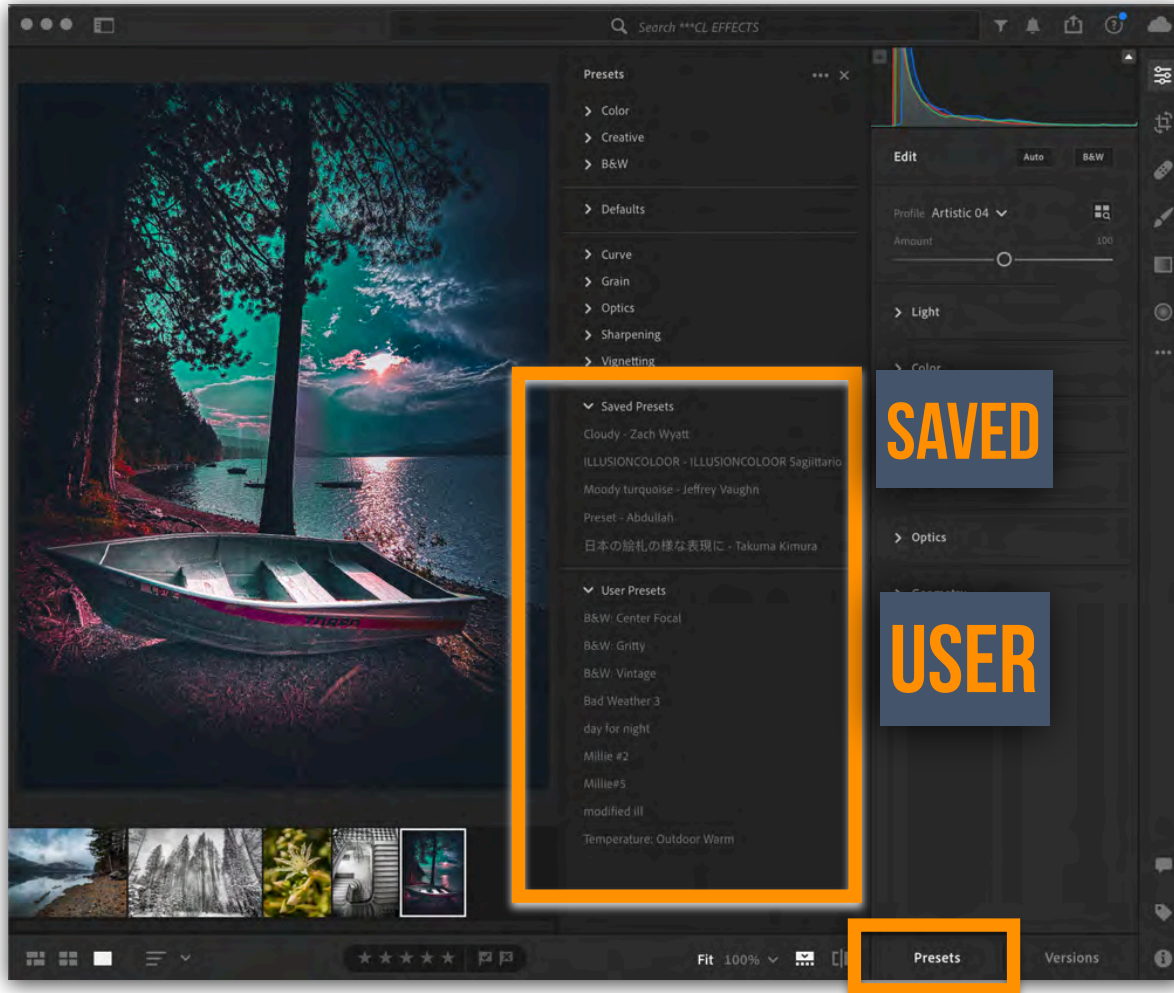 Search ***CL EFFECTS
Presets
Color
Creative
B&W
Defaults
Curve
Grain
Optics
Sharpening
Vignetting
Saved Presets
Cloudy - Zach Wyatt
ILLUSIONCOLOOR - ILLUSIONCOLOOR Sagiittario
Moody turquoise - Jeffrey Vaughn
Preset - Abdullah
日本の絵札の様な表現に - Takuma Kimura
User Presets
B&W: Center Focal
B&W: Gritty
B&W: Vintage
Bad Weather 3
day for night
Millie #2
Millie#5
modified ill
Temperature: Outdoor Warm
Edit Auto B&W
Profile Artistic 04
Amount 100
Light
Color
SAVED
Optics
Geometry
USER
Fit 100%
Presets Versions